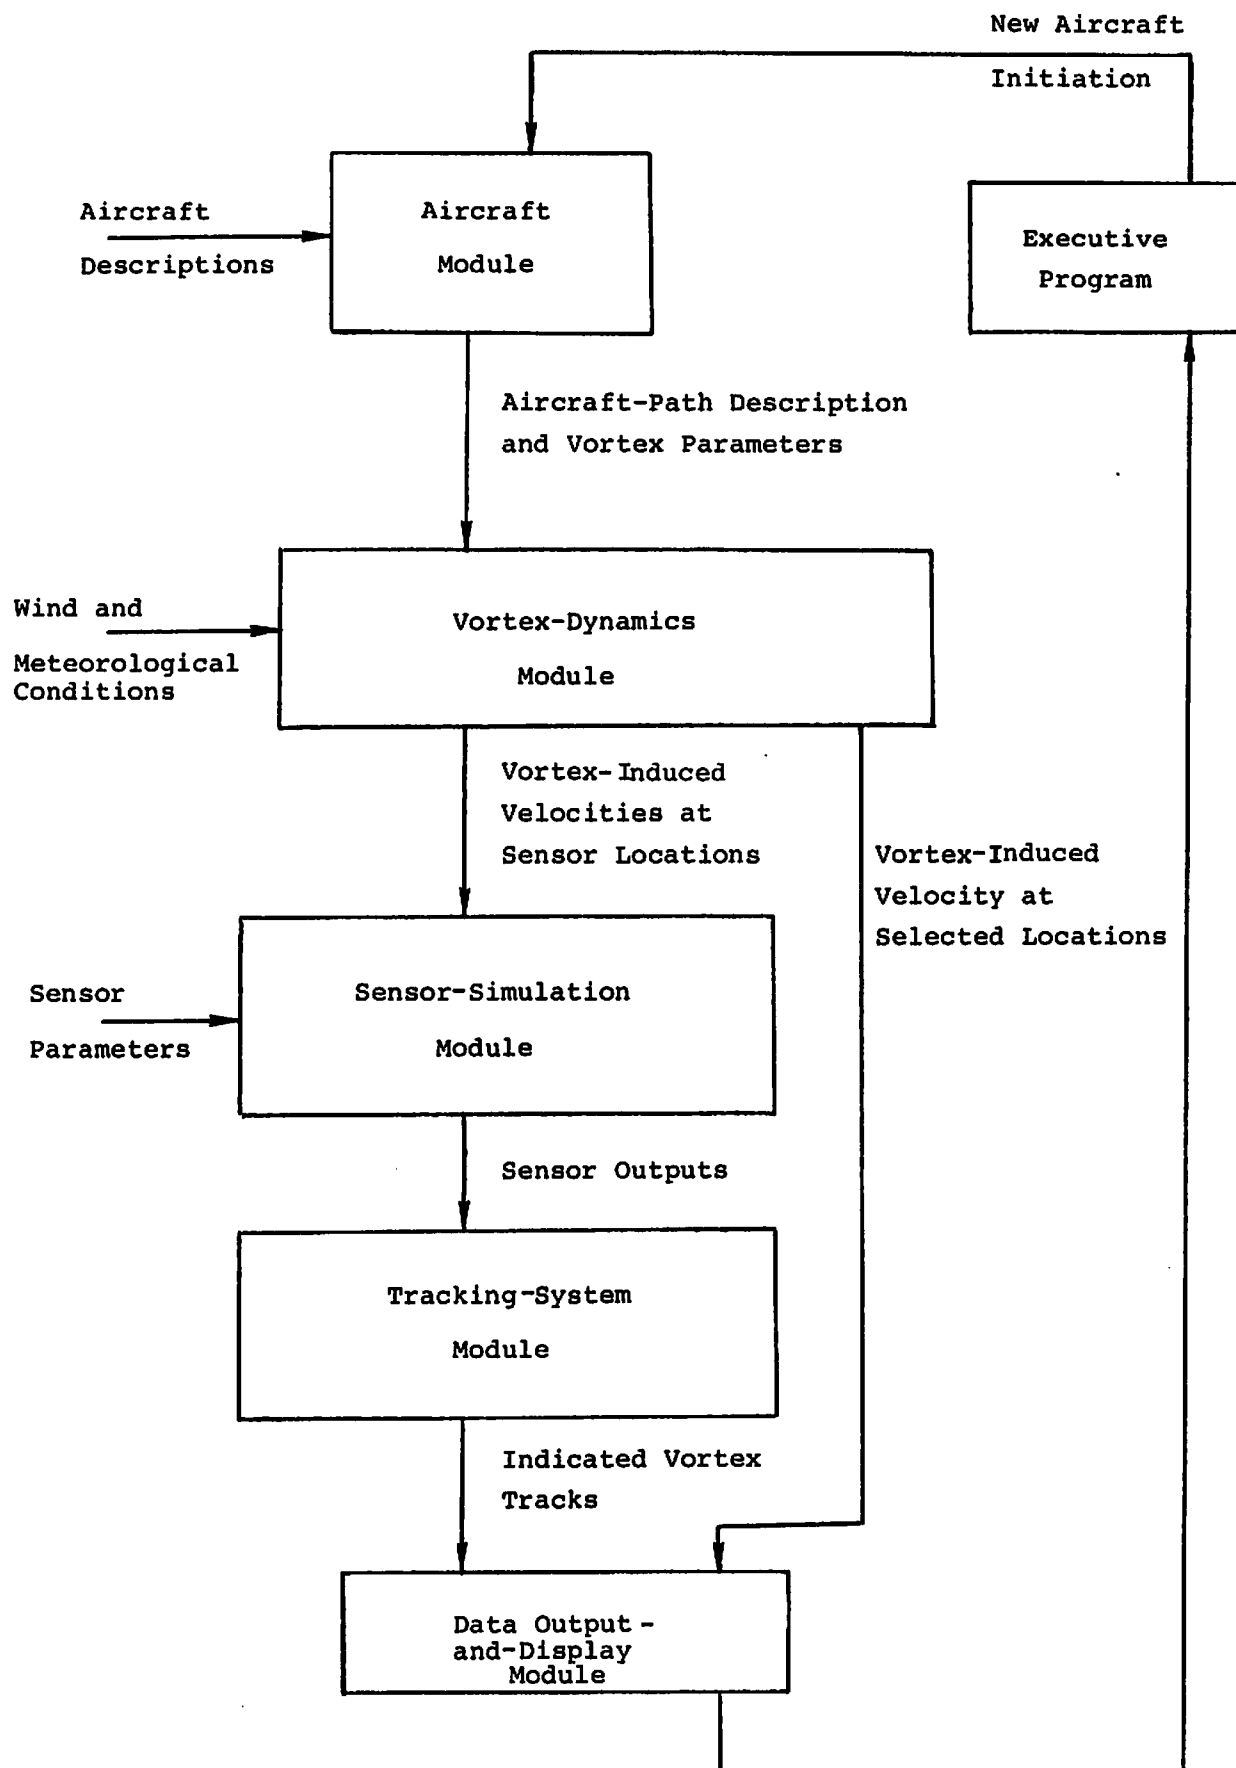 New Aircraft
Initiation
Aircraft
Descriptions
Aircraft
Module
Executive
Program
Aircraft-Path Description
and Vortex Parameters
Wind and
Meteorological
Conditions
Vortex-Dynamics
Module
Vortex-Induced
Velocities at
Sensor Locations
Vortex-Induced
Velocity at
Selected Locations
Sensor
Parameters
Sensor-Simulation
Module
Sensor Outputs
Tracking-System
Module
Indicated Vortex
Tracks
Data Output-
and-Display
Module